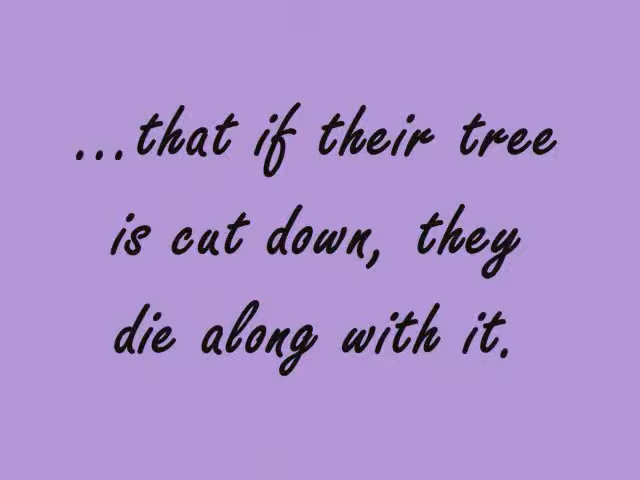 ...that if their tree
is cut down, they
die along with it.